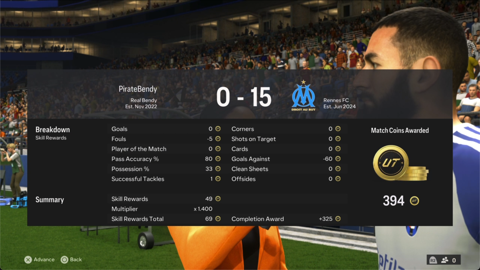 PirateBendy
Real Bendy
Est. Nov 2022
0 - 15
Rennes FC
Est. Jun 2024
Breakdown
Skill Rewards
Goals 0
Fouls -5
Player of the Match 0
Pass Accuracy % 80
Possession % 33
Successful Tackles 1
Corners 0
Shots on Target 0
Cards 0
Goals Against -60
Clean Sheets 0
Offsides 0
Match Coins Awarded
UT
394
Summary
Skill Rewards 49
Multiplier x 1.400
Skill Rewards Total 69
Completion Award +325
Advance
Back
0